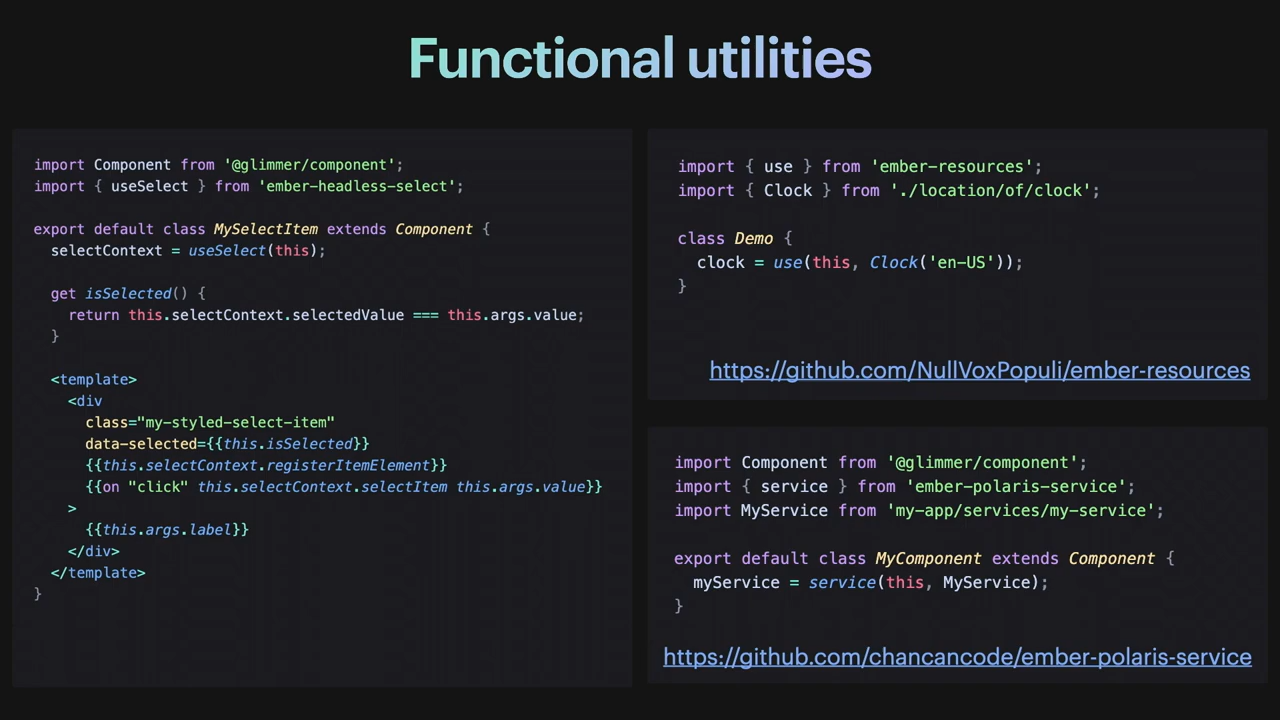 Functional utilities
import Component from '@glimmer/component';
import { useSelect } from 'ember-headless-select';
export default class MySelectItem extends Component {
selectContext = useSelect(this);
get isSelected() {
return this.selectContext.selectedValue === this.args.value;
}
<template>
<div
class="my-styled-select-item"
data-selected={{this.isSelected}}
{{this.selectContext.registerItemElement}}
{{on "click" this.selectContext.selectItem this.args.value}}
>
{{this.args.label}}
</div>
</template>
}
import { use } from 'ember-resources';
import { Clock } from './location/of/clock';
class Demo {
clock = use(this, Clock('en-US'));
}
https://github.com/NullVoxPopuli/ember-resources
import Component from '@glimmer/component';
import { service } from 'ember-polaris-service';
import MyService from 'my-app/services/my-service';
export default class MyComponent extends Component {
myService = service(this, MyService);
}
https://github.com/chancancode/ember-polaris-service